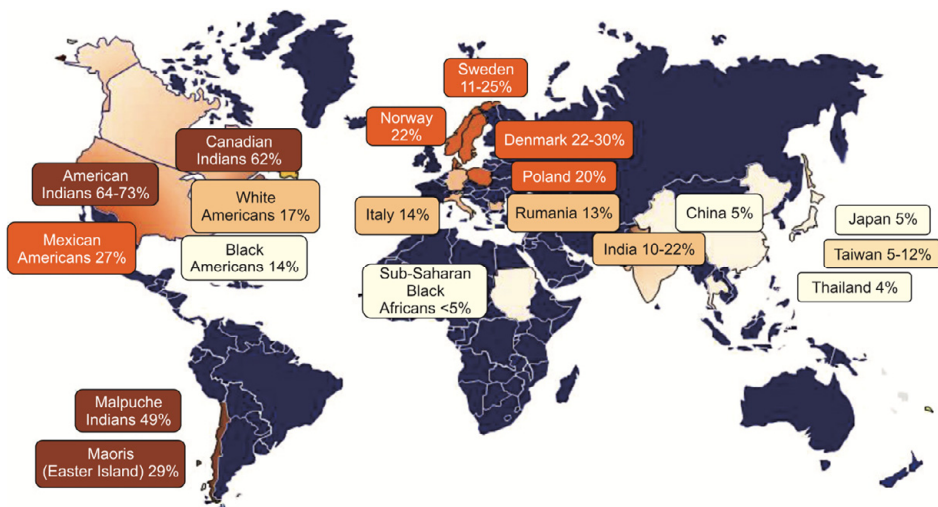 Sweden
11-25%
Norway
22%
Denmark 22-30%
Canadian
Indians 62%
American
Indians 64-73%
Poland 20%
White
Americans 17%
Italy 14%
Rumania 13%
China 5%
Japan 5%
Mexican
Americans 27%
Black
Americans 14%
India 10-22%
Taiwan 5-12%
Sub-Saharan
Black
Africans <5%
Thailand 4%
Malpuche
Indians 49%
Maoris
(Easter Island) 29%